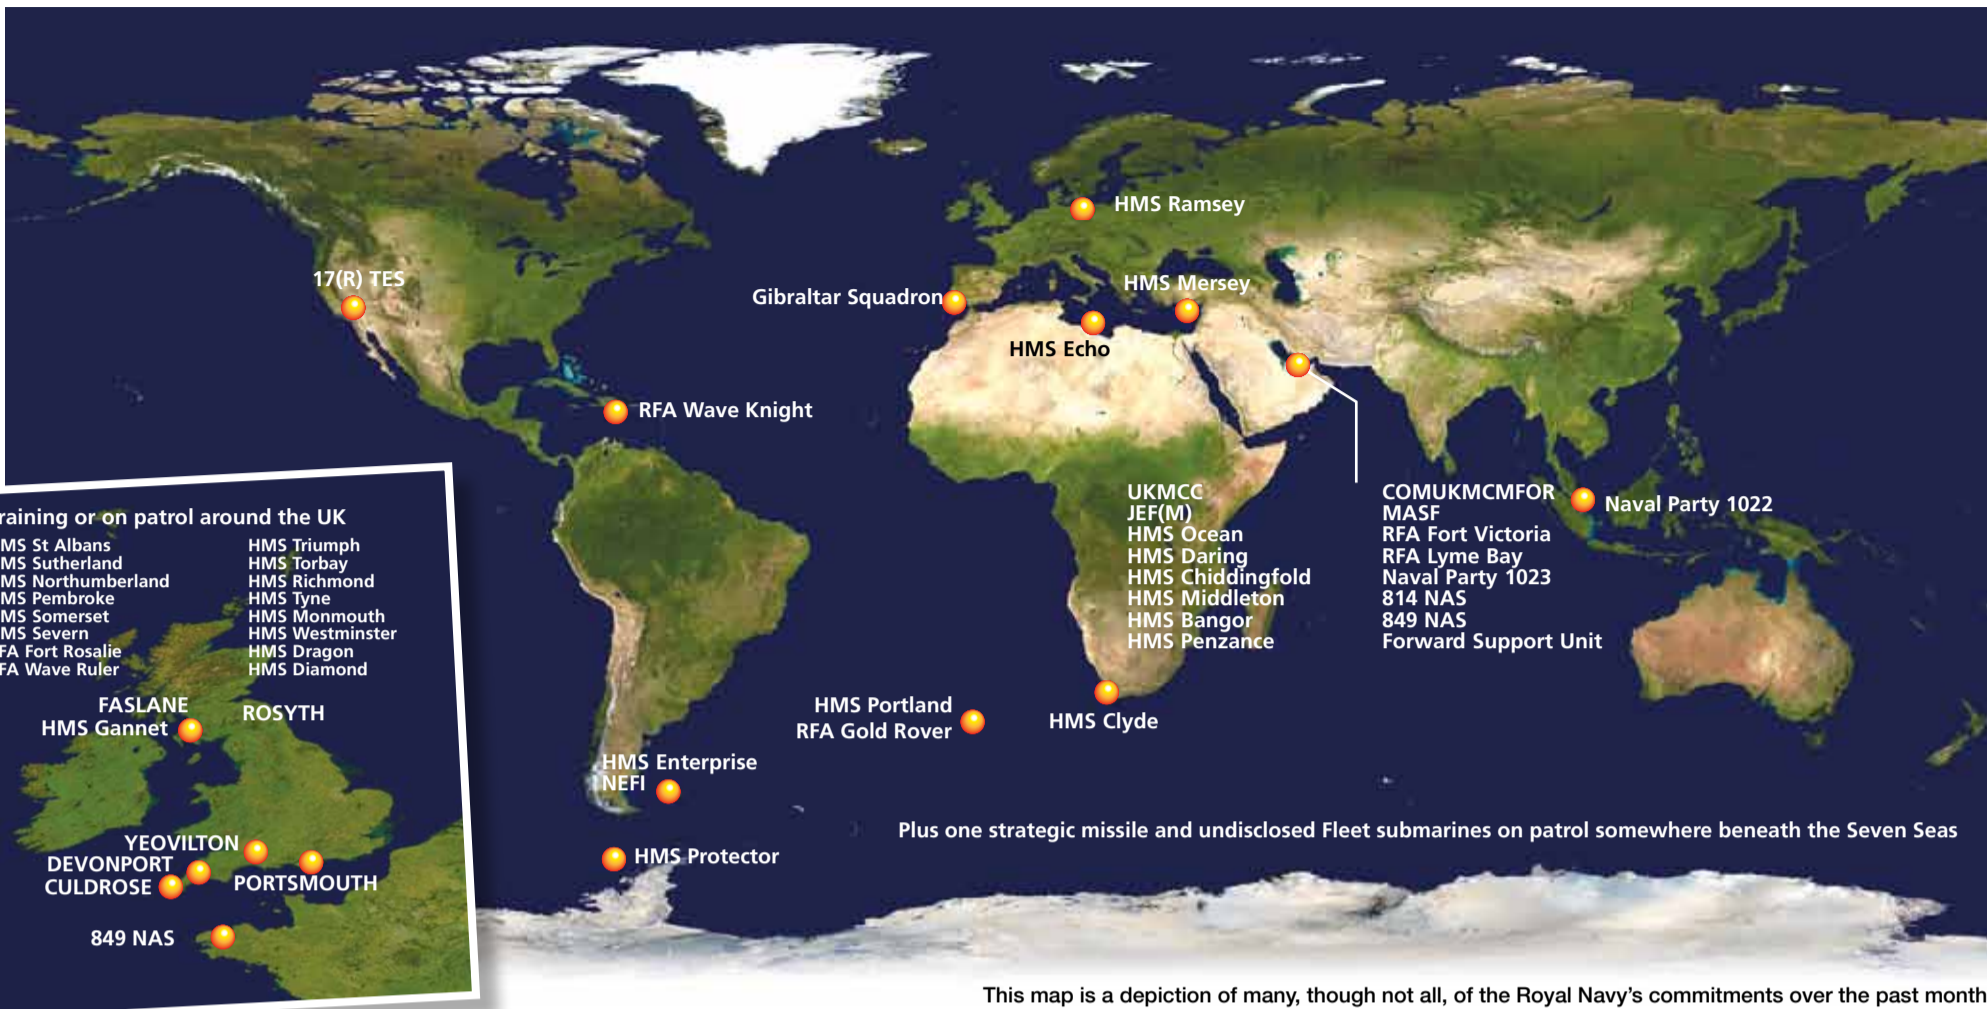 HMS Ramsey
17(R) TES
Gibraltar Squadron
HMS Mersey
HMS Echo
RFA Wave Knight
UKMCC
JEF(M)
HMS Ocean
HMS Daring
HMS Chiddingfold
HMS Middleton
HMS Bangor
HMS Penzance
COMUKMCMFOR
MASF
RFA Fort Victoria
RFA Lyme Bay
Naval Party 1023
814 NAS
849 NAS
Forward Support Unit
Naval Party 1022
HMS Portland
RFA Gold Rover
HMS Clyde
HMS Enterprise
NEFI
HMS Protector
Plus one strategic missile and undisclosed Fleet submarines on patrol somewhere beneath the Seven Seas
raining or on patrol around the UK
MS St Albans
MS Sutherland
MS Northumberland
MS Pembroke
MS Somerset
MS Severn
FA Fort Rosalie
FA Wave Ruler
HMS Triumph
HMS Torbay
HMS Richmond
HMS Tyne
HMS Monmouth
HMS Westminster
HMS Dragon
HMS Diamond
FASLANE
HMS Gannet
ROSYTH
YEOVILTON
DEVONPORT
CULDROSE
PORTSMOUTH
849 NAS
This map is a depiction of many, though not all, of the Royal Navy's commitments over the past month